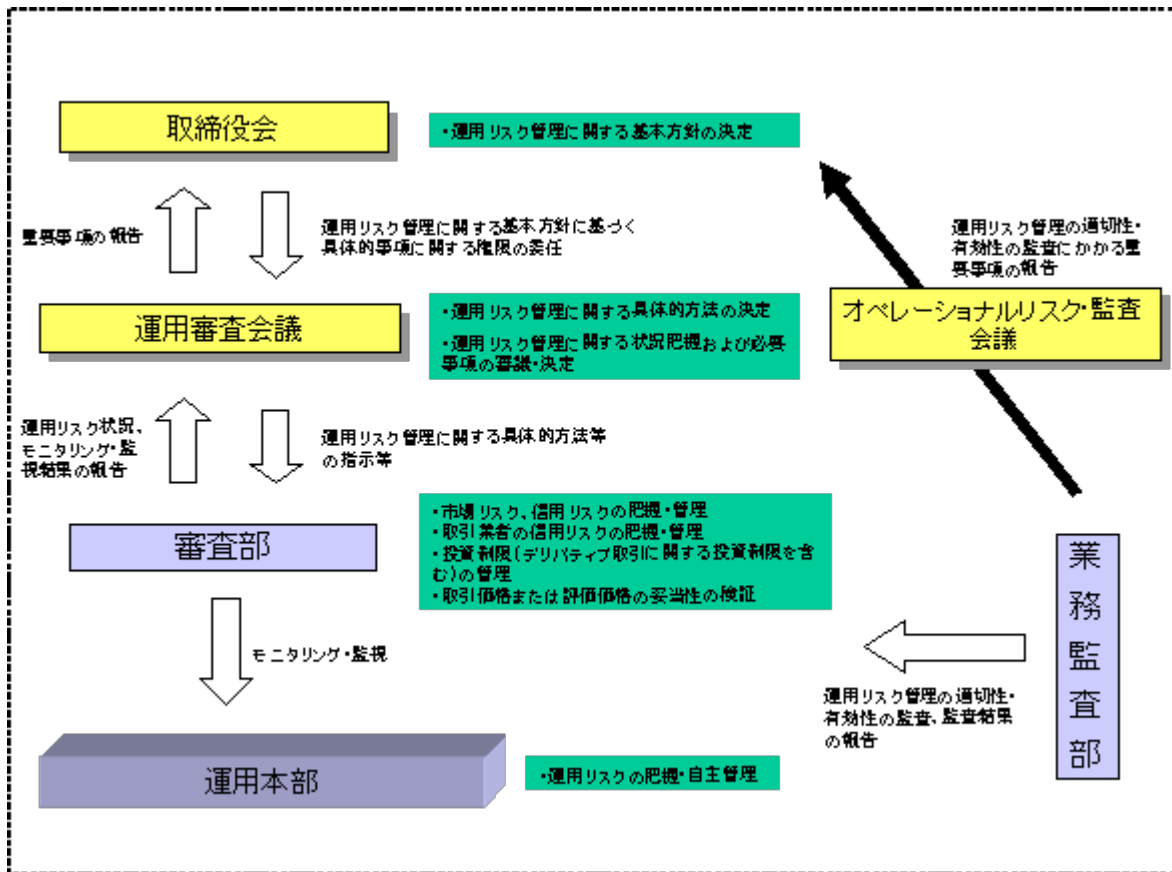 取締役会
・運用リスク管理に関する基本方針の決定
重要事項の報告
運用リスク管理に関する基本方針に基づく
具体的事項に関する権限の委任
運用リスク管理の適切性・
有効性の監査にかかる重
要事項の報告
運用審査会議
・運用リスク管理に関する具体的方法の決定
・運用リスク管理に関する状況把握および必要
事項の審議・決定
オペレーショナルリスク・監査
会議
運用リスク状況、
モニタリング・監
視結果の報告
運用リスク管理に関する具体的方法等
の指示等
審査部
・市場リスク、信用リスクの把握・管理
・取引業者の信用リスクの把握・管理
・投資制限(デリバティブ取引に関する投資制限を含
む)の管理
・取引価格または評価価格の妥当性の検証
業務監査部
モニタリング・監視
運用リスク管理の適切性・
有効性の監査、監査結果
の報告
運用本部
・運用リスクの把握・自主管理